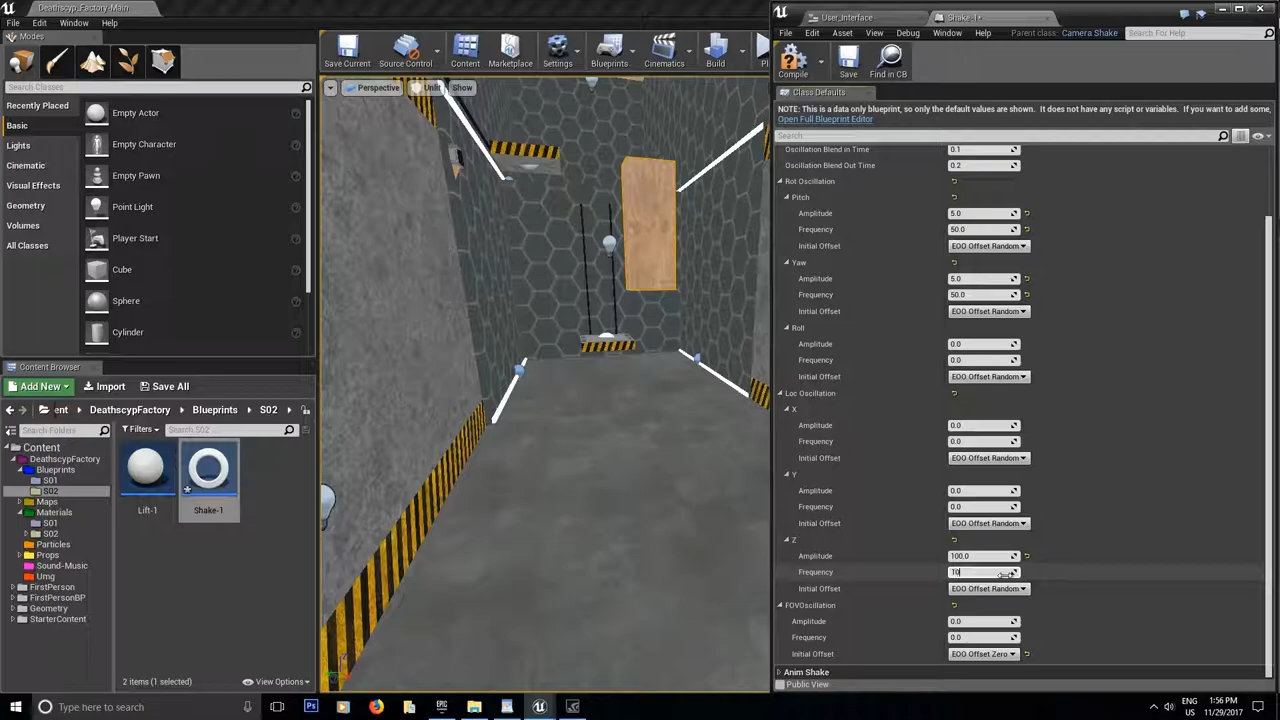 Deathscyp_Factory-Main
File Edit Window Help
Modes
Search Classes
Recently Placed
Basic
Lights
Cinematic
Visual Effects
Geometry
Volumes
All Classes
Empty Actor
Empty Character
Empty Pawn
Point Light
Player Start
Cube
Sphere
Cylinder
Save Current
Source Control
Content
Marketplace
Settings
Blueprints
Cinematics
Build
Perspective
Unlit
Show
Content Browser
Add New
Import
Save All
DeathscypFactory
Blueprints
S02
Search Folders
Filters
Search S02
Content
DeathscypFactory
Blueprints
S01
S02
Maps
Materials
S01
S02
Particles
Props
Sound-Music
Umg
FirstPerson
FirstPersonBP
Geometry
StarterContent
Lift-1
Shake-1
2 items (1 selected)
View Options
User_Interface
Shake-1
File Edit Asset View Debug Window Help
Parent class: Camera Shake
Search For Help
Compile
Save
Find in CB
Class Defaults
NOTE: This is a data only blueprint, so only the default values are shown. It does not have any script or variables. If you want to add some,
Open Full Blueprint Editor
Search
Oscillation Blend in Time 0.1
Oscillation Blend Out Time 0.2
Rot Oscillation
Pitch
Amplitude 5.0
Frequency 50.0
Initial Offset EOO Offset Random
Yaw
Amplitude 5.0
Frequency 50.0
Initial Offset EOO Offset Random
Roll
Amplitude 0.0
Frequency 0.0
Initial Offset EOO Offset Random
Loc Oscillation
X
Amplitude 0.0
Frequency 0.0
Initial Offset EOO Offset Random
Y
Amplitude 0.0
Frequency 0.0
Initial Offset EOO Offset Random
Z
Amplitude 100.0
Frequency 10
Initial Offset EOO Offset Random
FOVOscillation
Amplitude 0.0
Frequency 0.0
Initial Offset EOO Offset Zero
Anim Shake
Public View
Type here to search
ENG
US
1:56 PM
11/29/2017